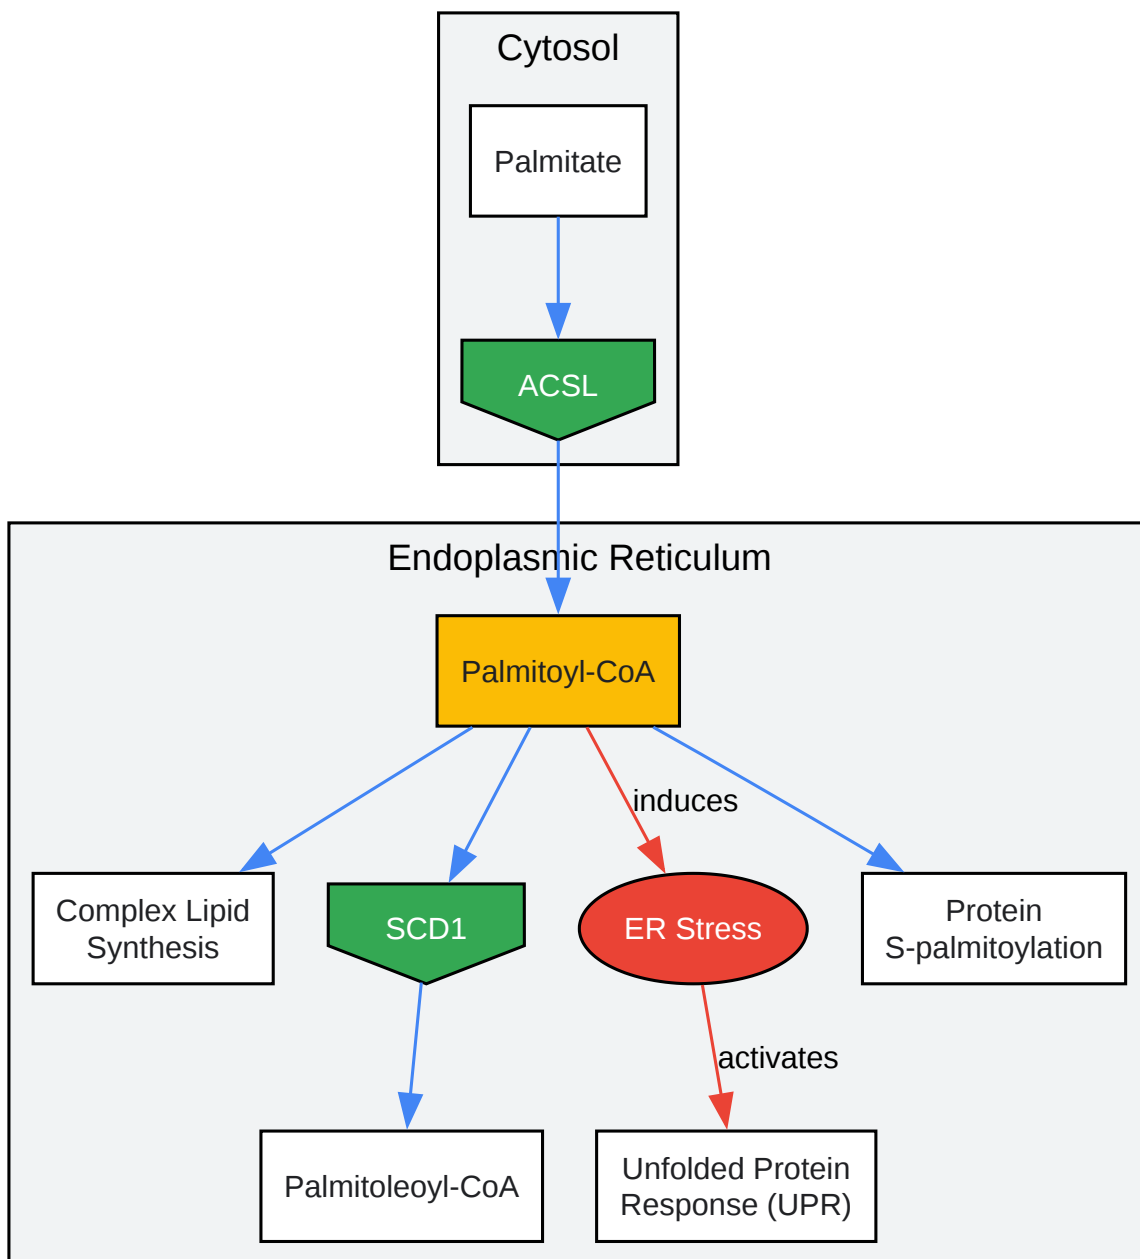 Cytosol
Palmitate
ACSL
Endoplasmic Reticulum
Palmitoyl-CoA
induces
Complex Lipid
Synthesis
SCD1
ER Stress
Protein
S-palmitoylation
activates
Palmitoleoyl-CoA
Unfolded Protein
Response (UPR)